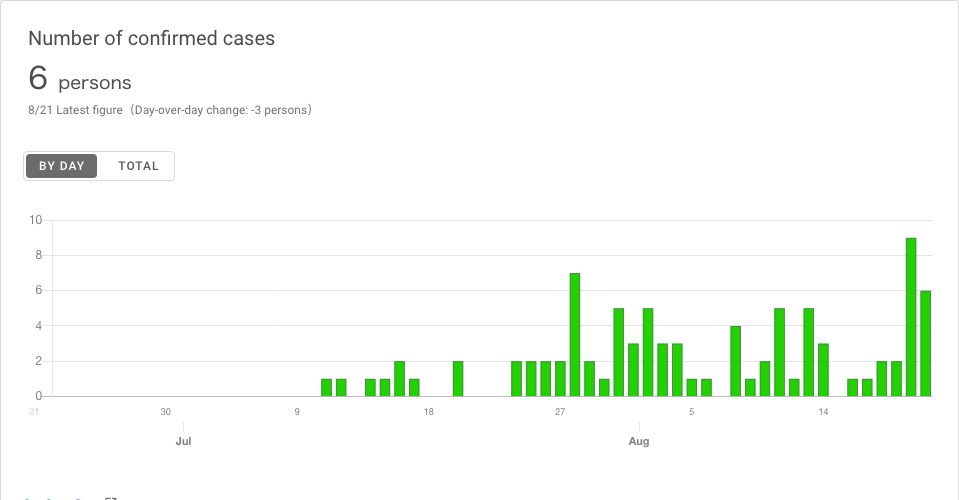 Number of confirmed cases
6 persons
8/21 Latest figure (Day-over-day change: -3 persons)
BY DAY TOTAL
10
8
6
4
2
0
21 30 9 18 27 5 14
Jul Aug